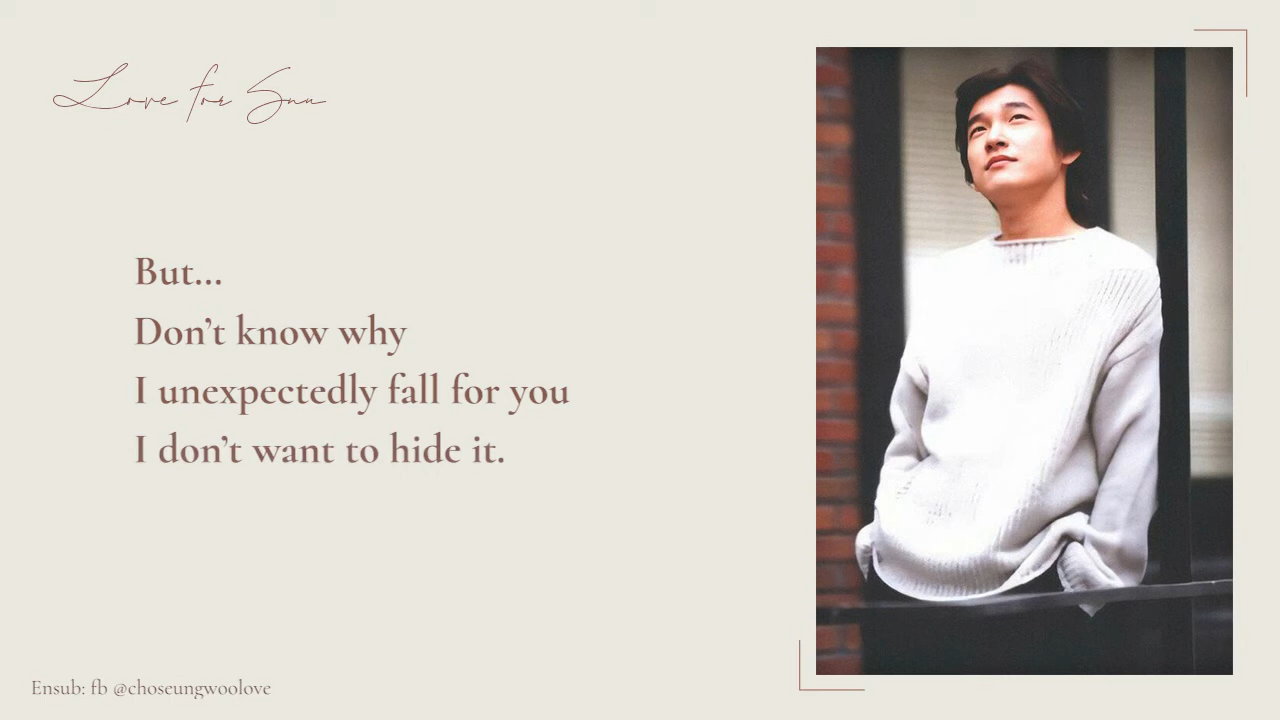 Love for Sun
But...
Don't know why
I unexpectedly fall for you
I don't want to hide it.
Ensub: fb @choseungwoolove